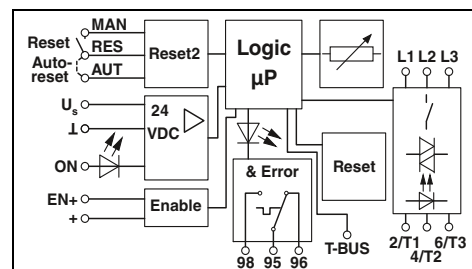 MAN
Reset
RES
Auto-
reset
AUT
Reset2
Logic
µP
L1 L2 L3
Us
⊥
ON
24
VDC
EN+
+
Enable
& Error
Reset
98 95 96
T-BUS
2/T1 6/T3
4/T2